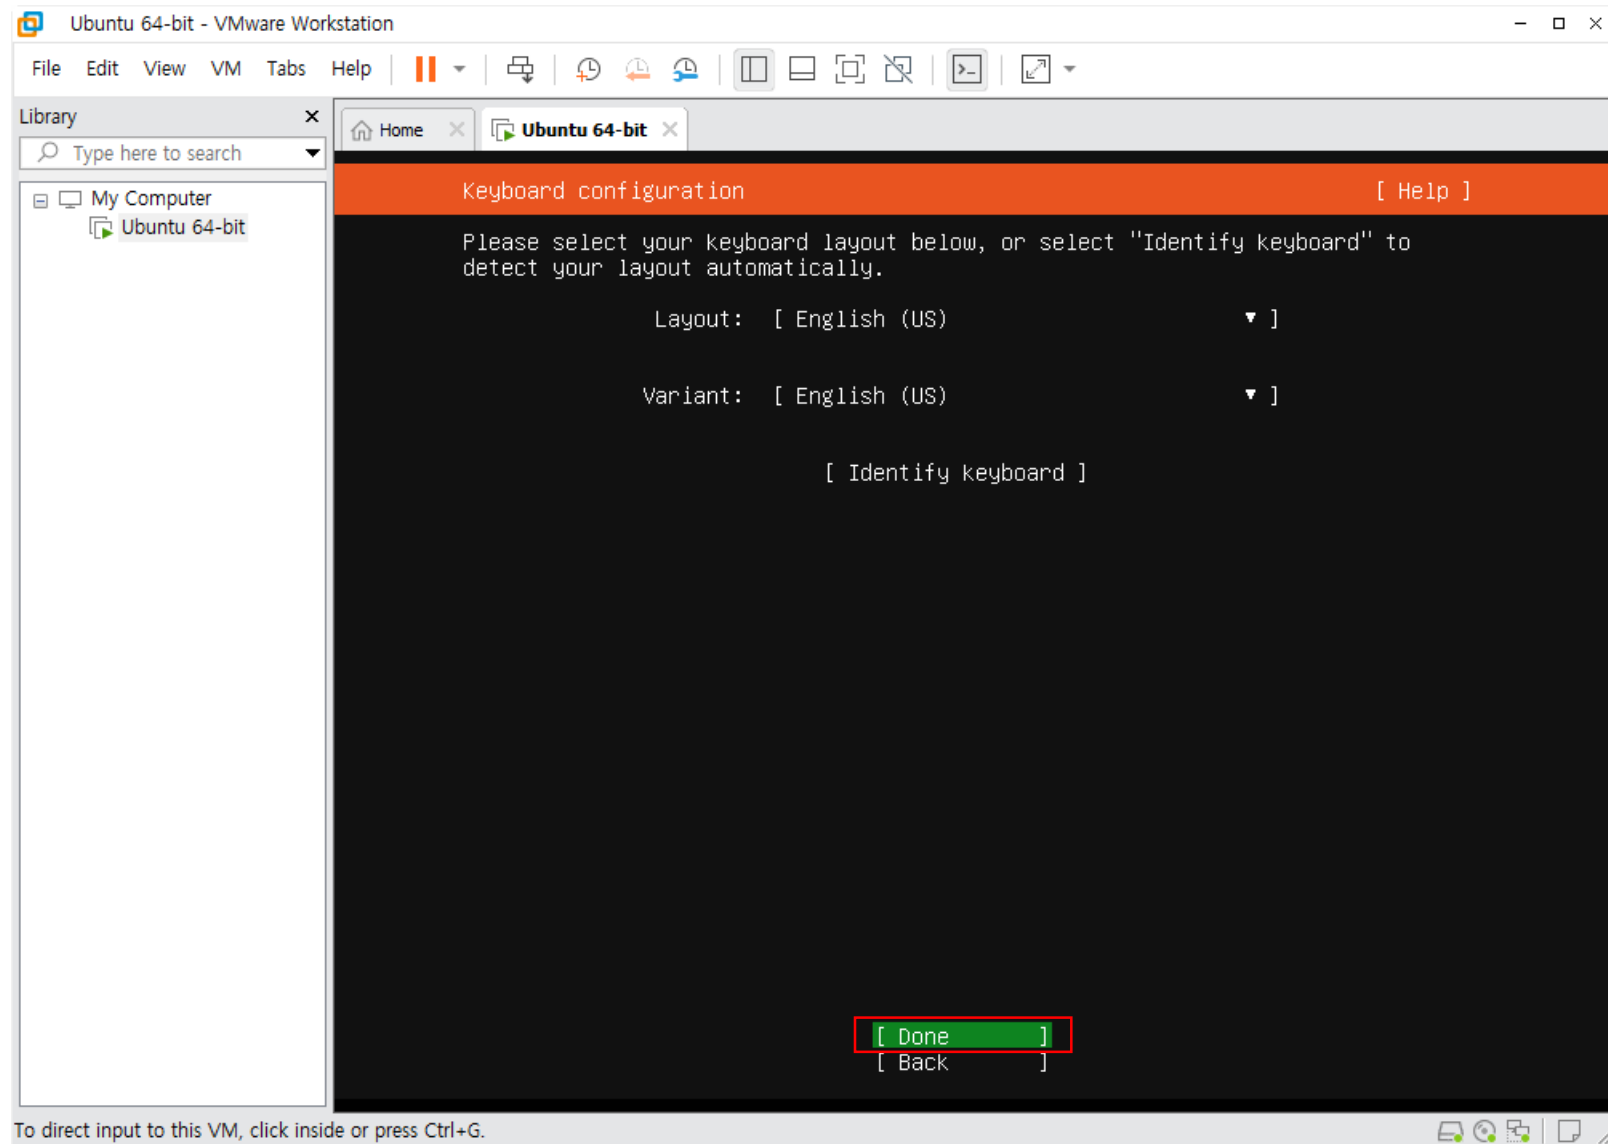 Ubuntu 64-bit - VMware Workstation
File Edit View VM Tabs Help
Library
Type here to search
My Computer
Ubuntu 64-bit
Home
Ubuntu 64-bit
Keyboard configuration [ Help ]
Please select your keyboard layout below, or select "Identify keyboard" to
detect your layout automatically.
Layout: [ English (US) ▾ ]
Variant: [ English (US) ▾ ]
[ Identify keyboard ]
[ Done ]
[ Back ]
To direct input to this VM, click inside or press Ctrl+G.